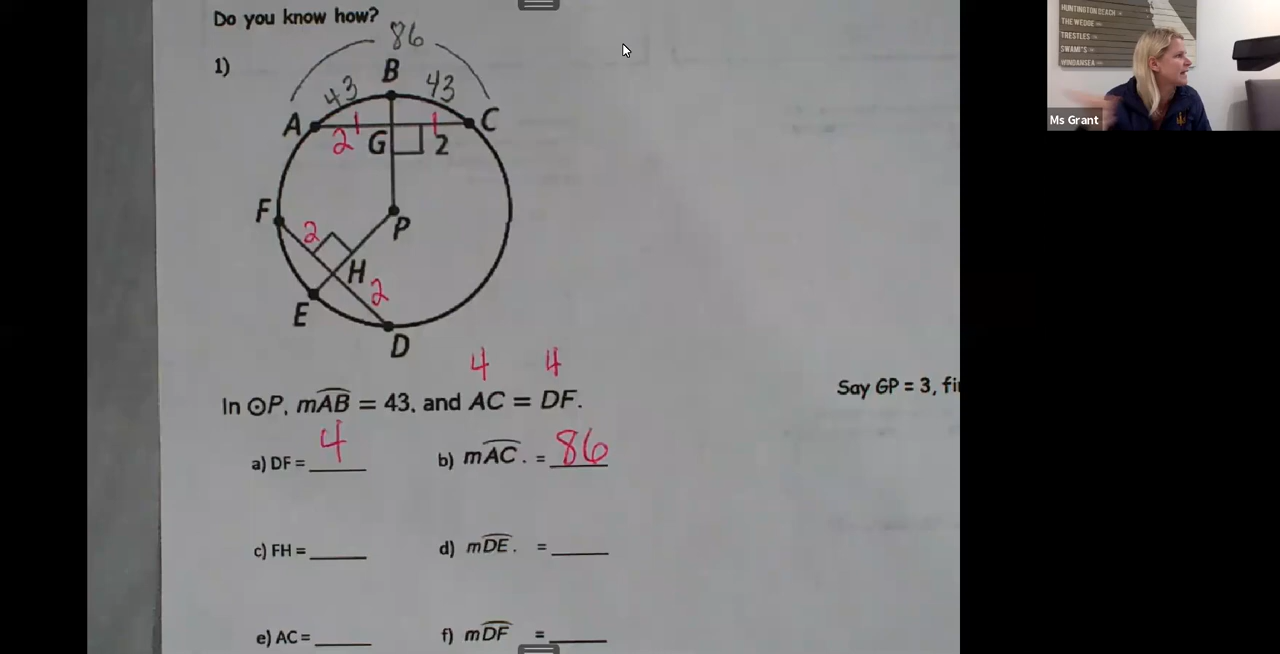 Do you know how?
86
1)
B
43 43
A C
2 G 2
F
2 P
H
2
E
D
4 4
In ⊙P, mAB = 43, and AC = DF.
Say GP = 3, fi
4 86
a) DF = ______ b) mAC. = ______
c) FH = ______ d) mDE. = ______
e) AC = ______ f) mDF = ______
HUNTINGTON BEACH
THE WEDGE
TRESTLES
SWAMI'S
WINDANSEA
Ms Grant